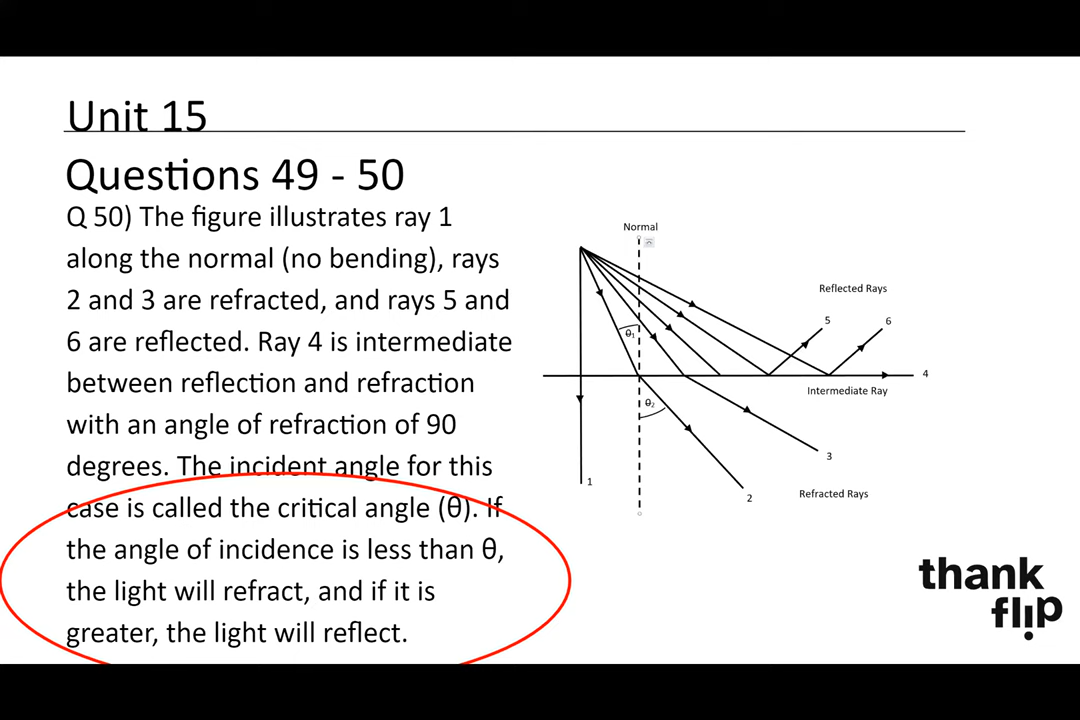 Unit 15
Questions 49 - 50
Q 50) The figure illustrates ray 1
along the normal (no bending), rays
2 and 3 are refracted, and rays 5 and
6 are reflected. Ray 4 is intermediate
between reflection and refraction
with an angle of refraction of 90
degrees. The incident angle for this
case is called the critical angle (θ). If
the angle of incidence is less than θ,
the light will refract, and if it is
greater, the light will reflect.
Normal
Reflected Rays
5
6
θ₁
4
Intermediate Ray
θ₂
3
1
2
Refracted Rays
thank
flip